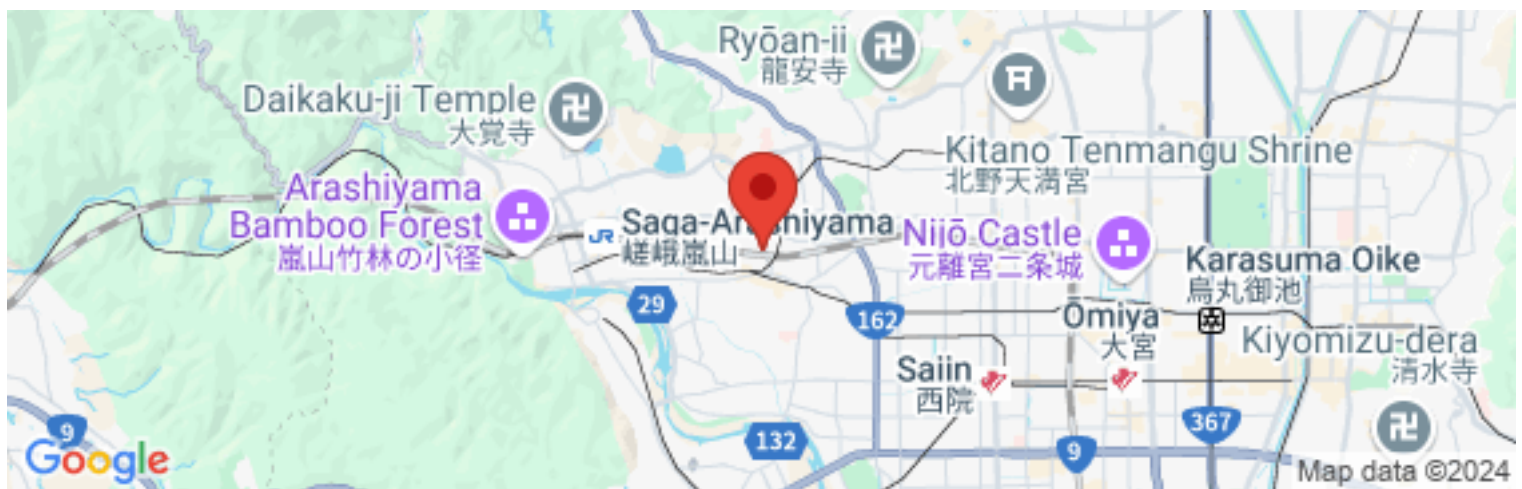 Ryōan-ji
龍安寺
Daikaku-ji Temple
大覚寺
Kitano Tenmangu Shrine
北野天満宮
Arashiyama
Bamboo Forest
嵐山竹林の小径
JR
Saga-Arashiyama
嵯峨嵐山
Nijō Castle
元離宮二条城
Karasuma Oike
烏丸御池
29
162
Ōmiya
大宮
Kiyomizu-dera
清水寺
Saiin
西院
367
9
132
9
Google
Map data ©2024